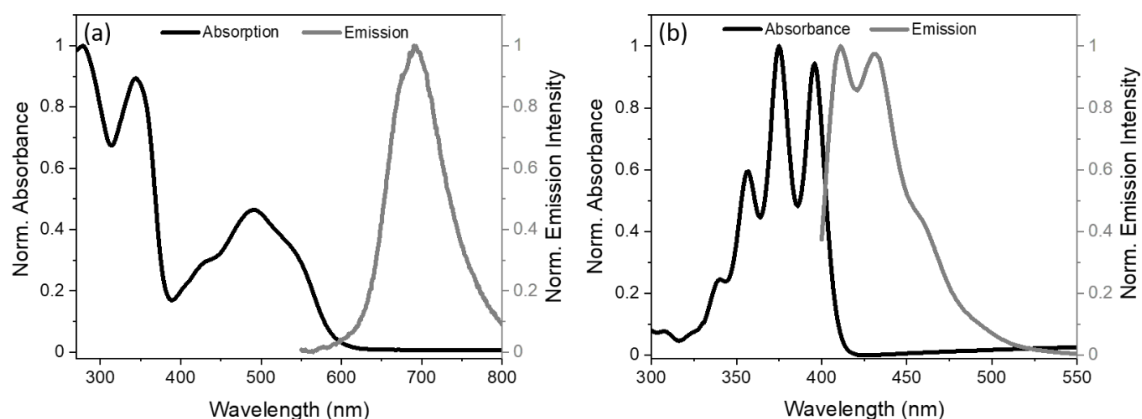 (a)
Absorption
Emission
1
0.8
0.6
0.4
0.2
0
Norm. Absorbance
1
0.8
0.6
0.4
0.2
0
Norm. Emission Intensity
300 400 500 600 700 800
Wavelength (nm)
(b)
Absorbance
Emission
1
0.8
0.6
0.4
0.2
0
Norm. Absorbance
1
0.8
0.6
0.4
0.2
0
Norm. Emission Intensity
300 350 400 450 500 550
Wavelength (nm)